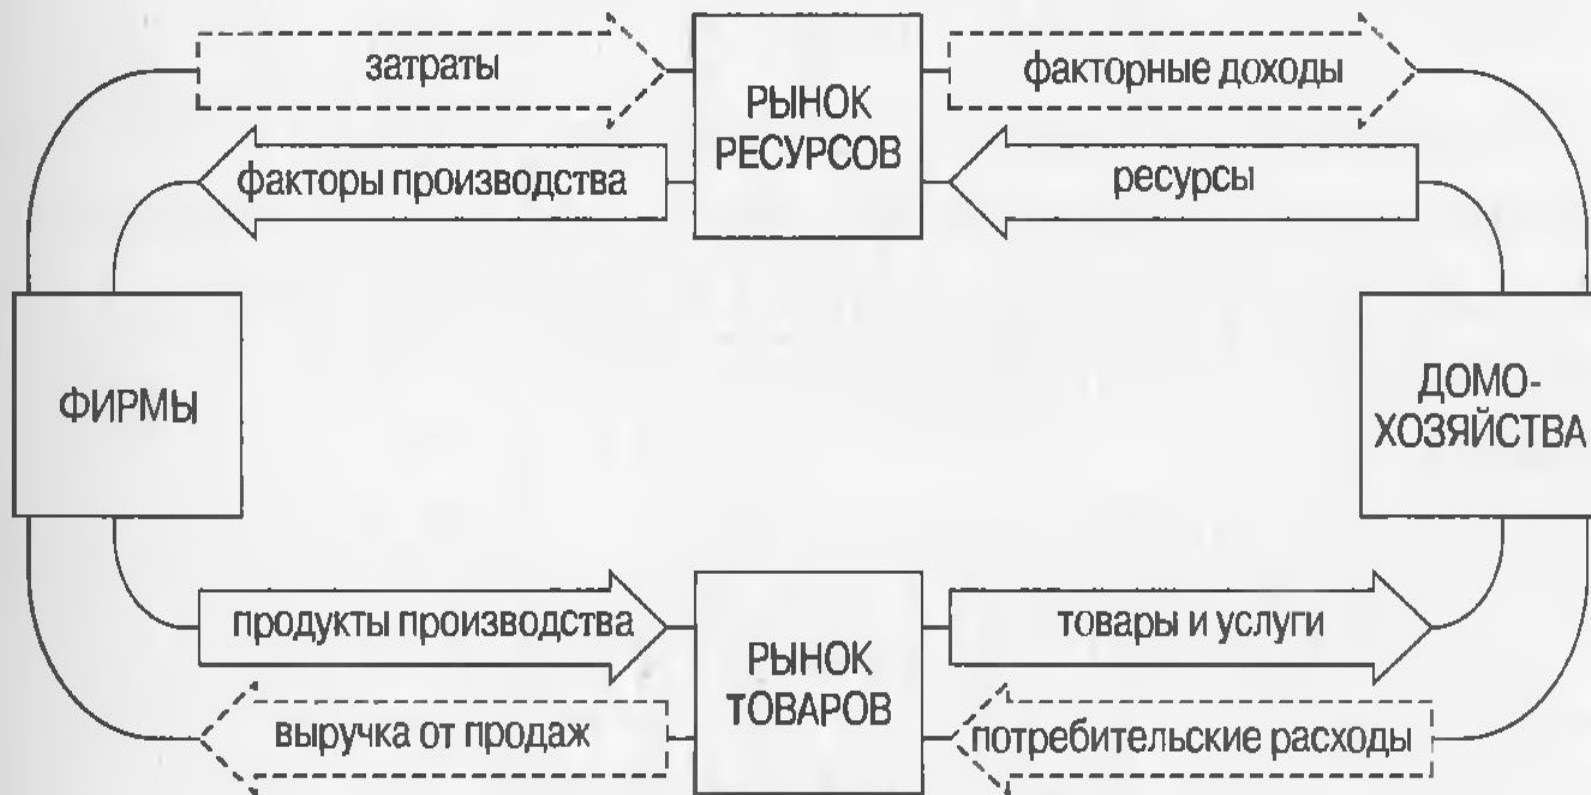 затраты
РЫНОК
РЕСУРСОВ
факторные доходы
факторы производства
ресурсы
ФИРМЫ
ДОМО-
ХОЗЯЙСТВА
продукты производства
РЫНОК
ТОВАРОВ
товары и услуги
выручка от продаж
потребительские расходы